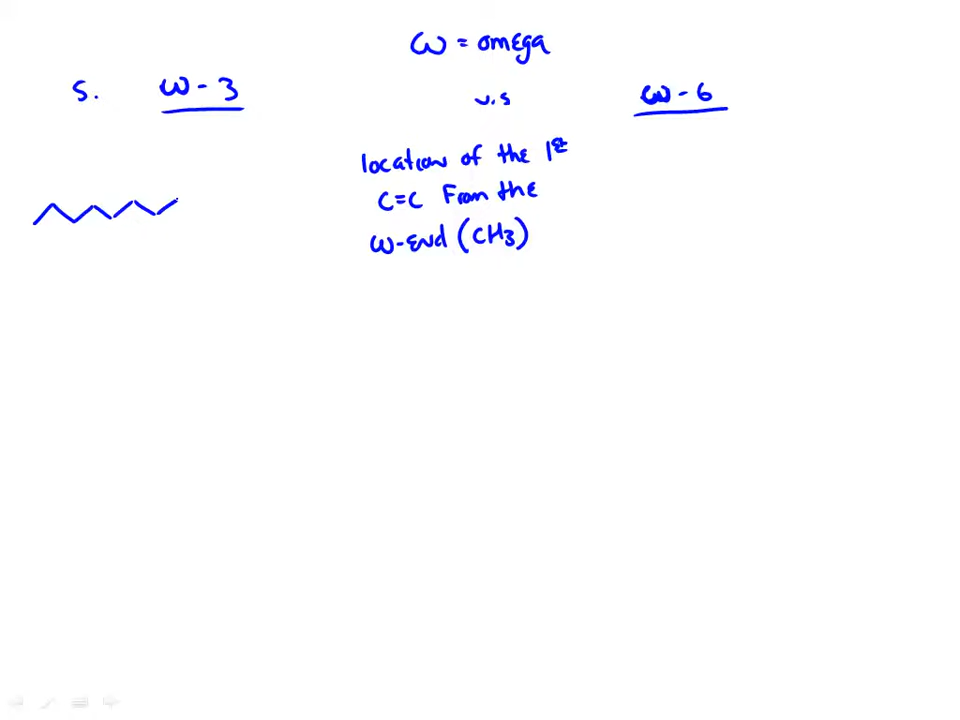 ω = omega
5. ω - 3 v.s ω - 6
location of the 1st
C=C From the
ω-end (CH3)